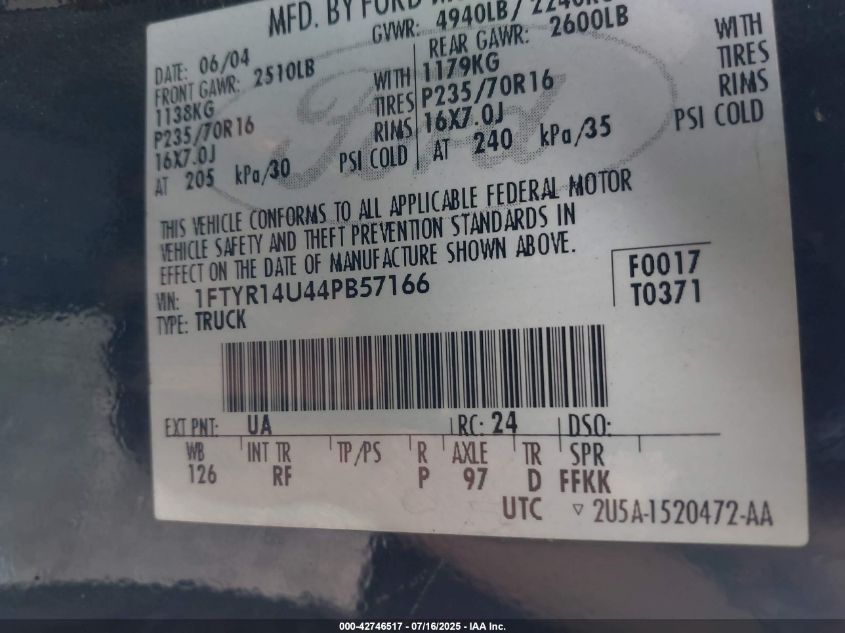 MFD. BY FORD
GVWR: 4940LB/
DATE: 06/04
FRONT GAWR: 2510LB
1138KG WITH
P235/70R16 TIRES
16X7.0J RIMS
AT 205 kPa/30 PSI COLD
REAR GAWR: 2600LB
1179KG WITH
P235/70R16 TIRES
16X7.0J RIMS
AT 240 kPa/35 PSI COLD
Ford
THIS VEHICLE CONFORMS TO ALL APPLICABLE FEDERAL MOTOR
VEHICLE SAFETY AND THEFT PREVENTION STANDARDS IN
EFFECT ON THE DATE OF MANUFACTURE SHOWN ABOVE.
VIN: 1FTYR14U44PB57166
TYPE: TRUCK
F0017
T0371
EXT PNT: UA RC: 24 DSO:
WB INT TR TP/PS R AXLE TR SPR
126 RF P 97 D FFKK
UTC ▽ 2U5A-1520472-AA
000-42746517 - 07/16/2025 - IAA Inc.